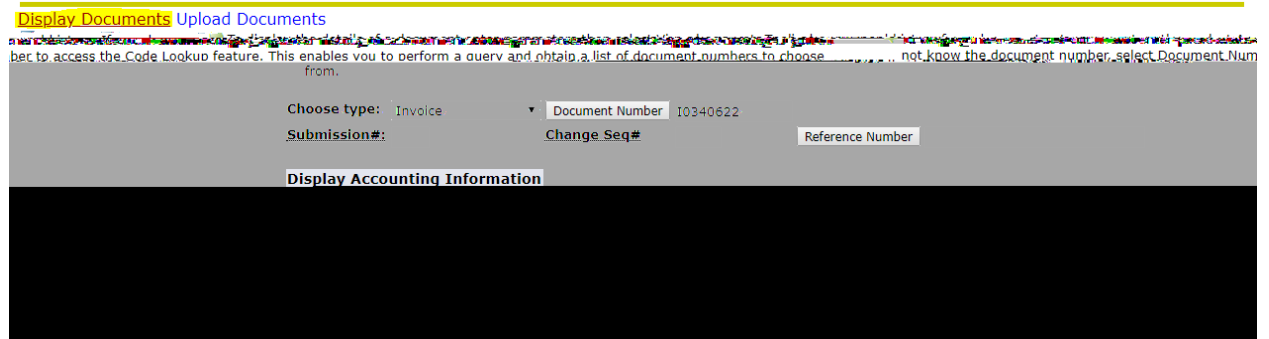 Display Documents Upload Documents
ber to access the Code Lookup feature. This enables you to perform a query and obtain a list of document numbers to choose not know the document number, select Document Num
from.
Choose type: Invoice Document Number I0340622
Submission#: Change Seq# Reference Number
Display Accounting Information